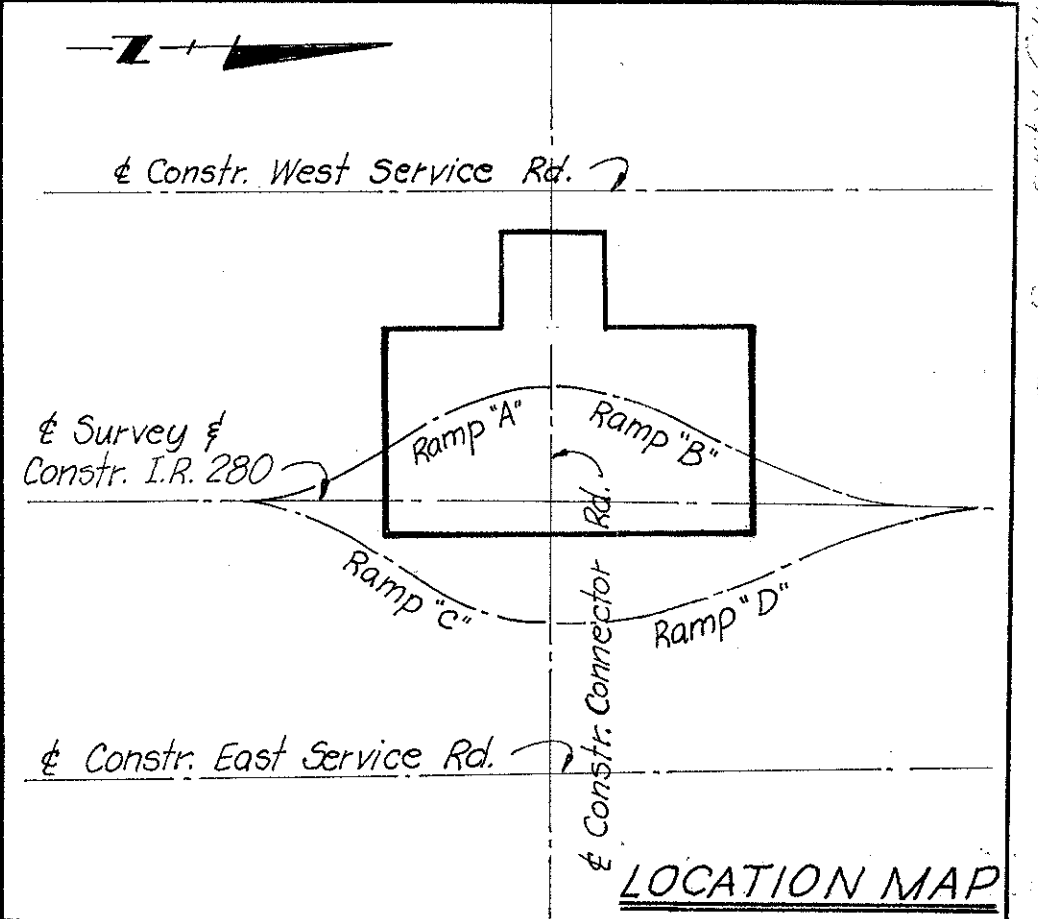 N
℄ Constr. West Service Rd.
Ramp "A"
Ramp "B"
℄ Survey &
Constr. I.R. 280
Ramp "C"
Ramp "D"
℄ Constr. Connector Rd.
℄ Constr. East Service Rd.
LOCATION MAP